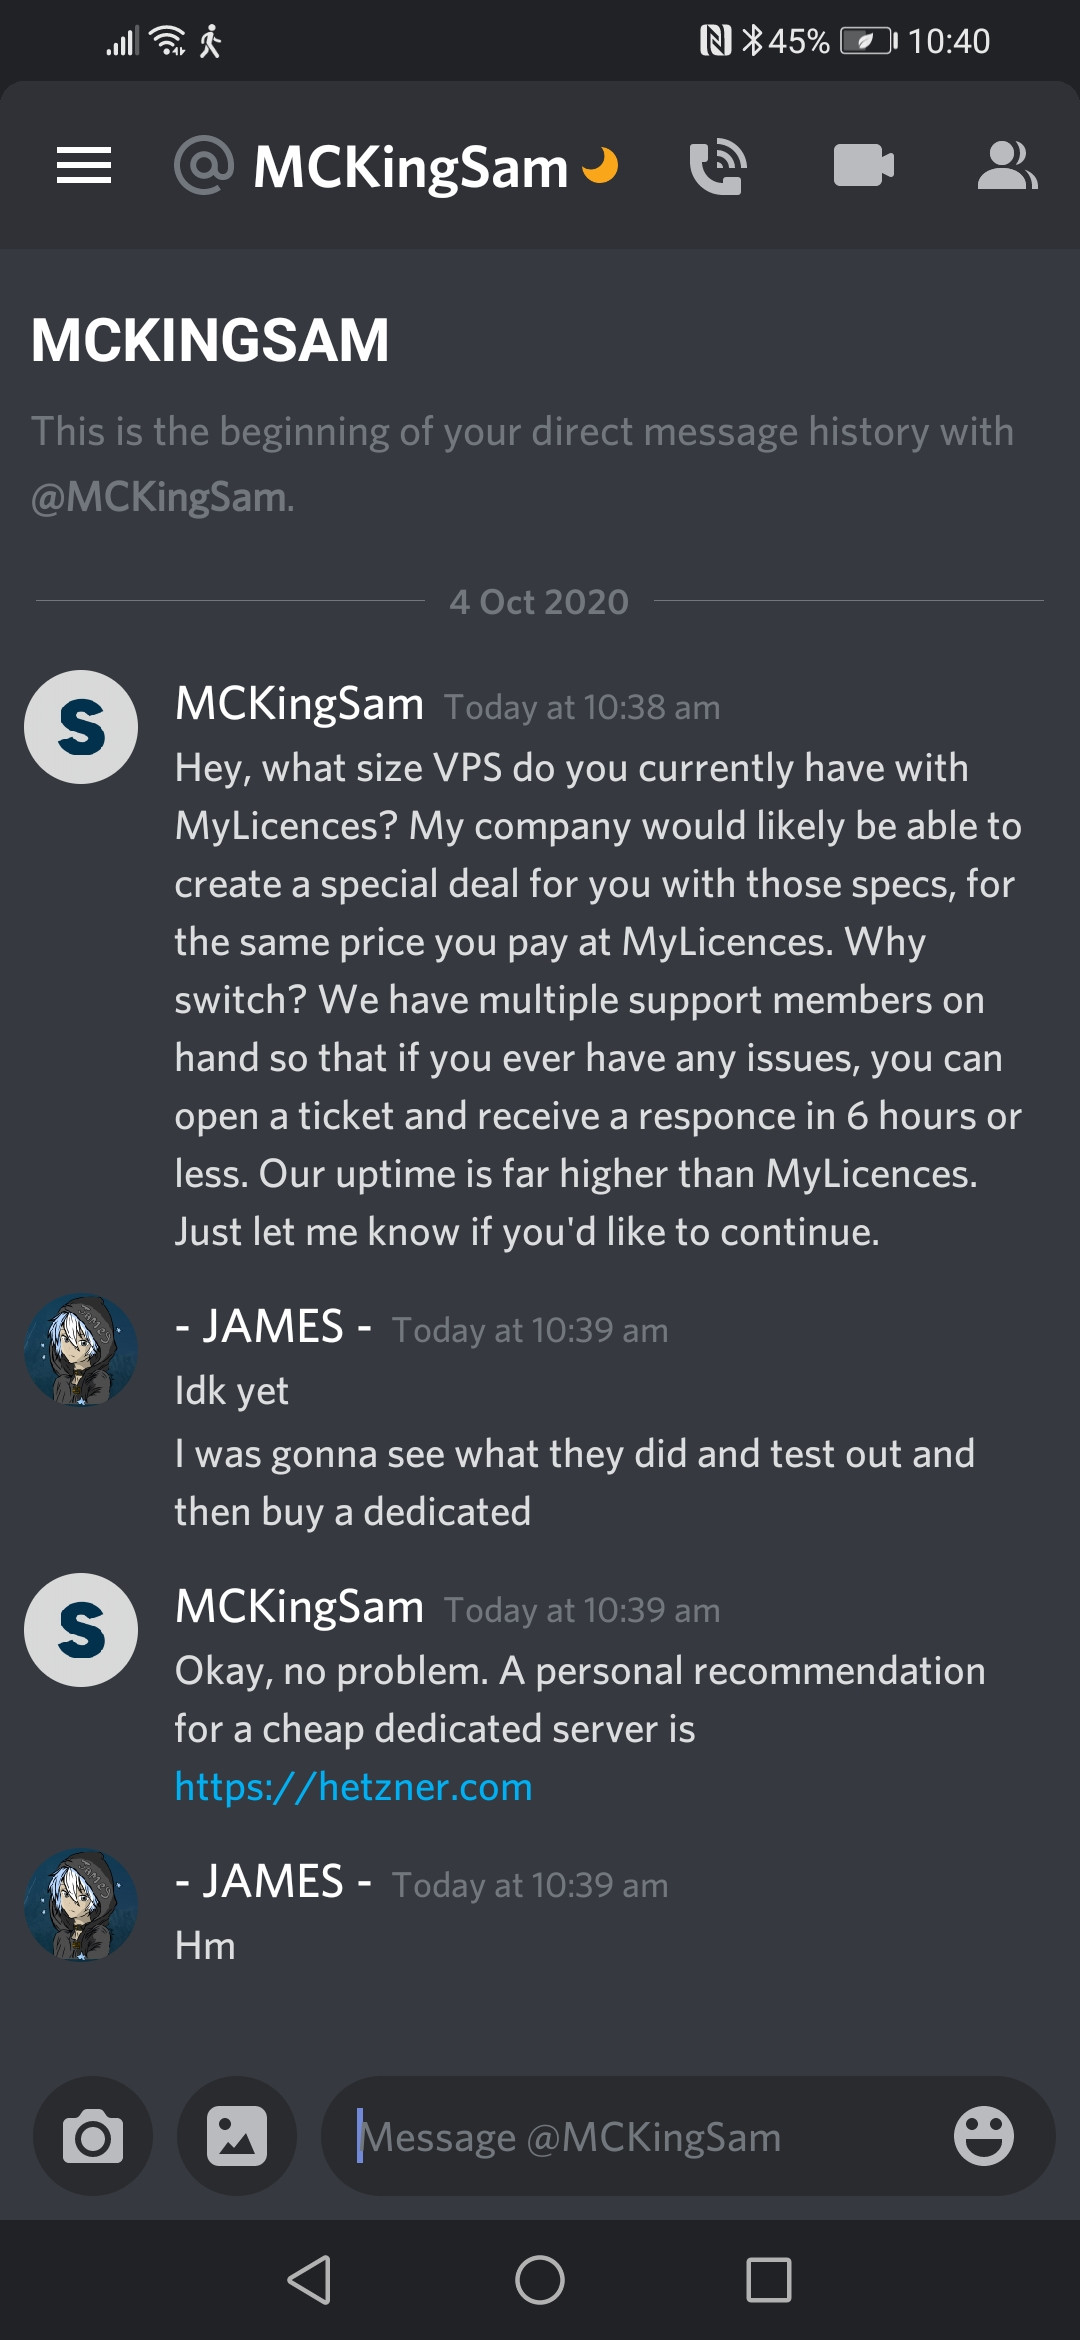 45% 10:40
@ MCKingSam
MCKINGSAM
This is the beginning of your direct message history with
@MCKingSam.
4 Oct 2020
S
MCKingSam Today at 10:38 am
Hey, what size VPS do you currently have with
MyLicences? My company would likely be able to
create a special deal for you with those specs, for
the same price you pay at MyLicences. Why
switch? We have multiple support members on
hand so that if you ever have any issues, you can
open a ticket and receive a responce in 6 hours or
less. Our uptime is far higher than MyLicences.
Just let me know if you'd like to continue.
JAMES
- JAMES - Today at 10:39 am
Idk yet
I was gonna see what they did and test out and
then buy a dedicated
S
MCKingSam Today at 10:39 am
Okay, no problem. A personal recommendation
for a cheap dedicated server is
https://hetzner.com
JAMES
- JAMES - Today at 10:39 am
Hm
Message @MCKingSam